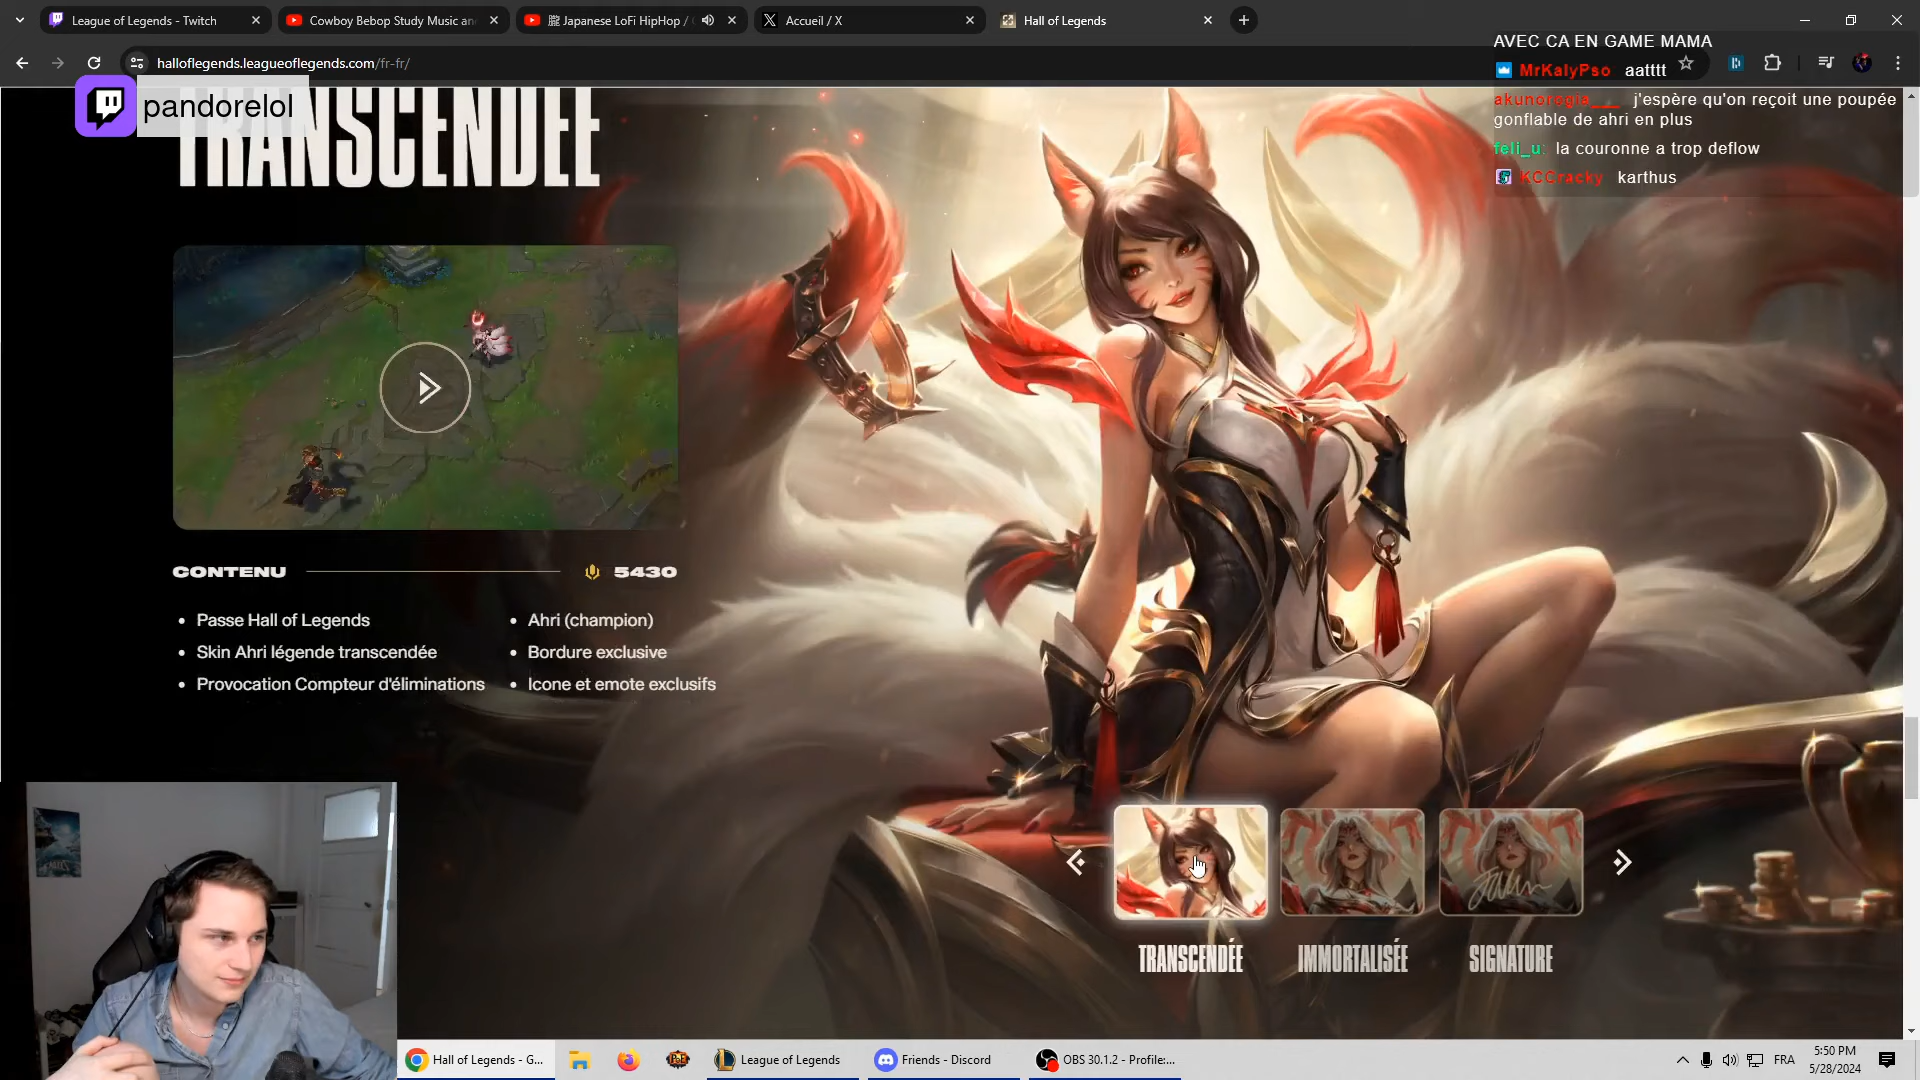 League of Legends - Twitch
Cowboy Bebop Study Music an
Japanese LoFi HipHop /
Accueil / X
Hall of Legends
halloflegends.leagueoflegends.com/fr-fr/
pandorelol
AVEC CA EN GAME MAMA
MrKalyPso aatttt
akunorogia___ j'espère qu'on reçoit une poupée
gonflable de ahri en plus
feli_u: la couronne a trop deflow
KCCracky karthus
TRANSCENDÉE
CONTENU 5430
Passe Hall of Legends
Skin Ahri légende transcendée
Provocation Compteur d'éliminations
Ahri (champion)
Bordure exclusive
Icone et emote exclusifs
TRANSCENDÉE
IMMORTALISÉE
SIGNATURE
Hall of Legends - G...
PoE
League of Legends
Friends - Discord
OBS 30.1.2 - Profile:...
FRA
5:50 PM
5/28/2024